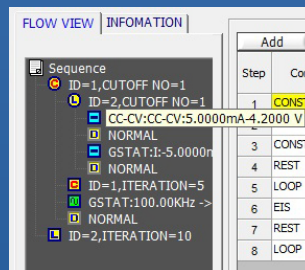 FLOW VIEW INFOMATION
Add
Step Co
Sequence
ID=1,CUTOFF NO=1
ID=2,CUTOFF NO=1
1 CONST
CC-CV:CC-CV:5.0000mA-4.2000 V
NORMAL
GSTAT:I:-5.0000m
3 CONST
NORMAL
4 REST
ID=1,ITERATION=5
5 LOOP
GSTAT:100.00KHz ->
6 EIS
NORMAL
7 REST
ID=2,ITERATION=10
8 LOOP